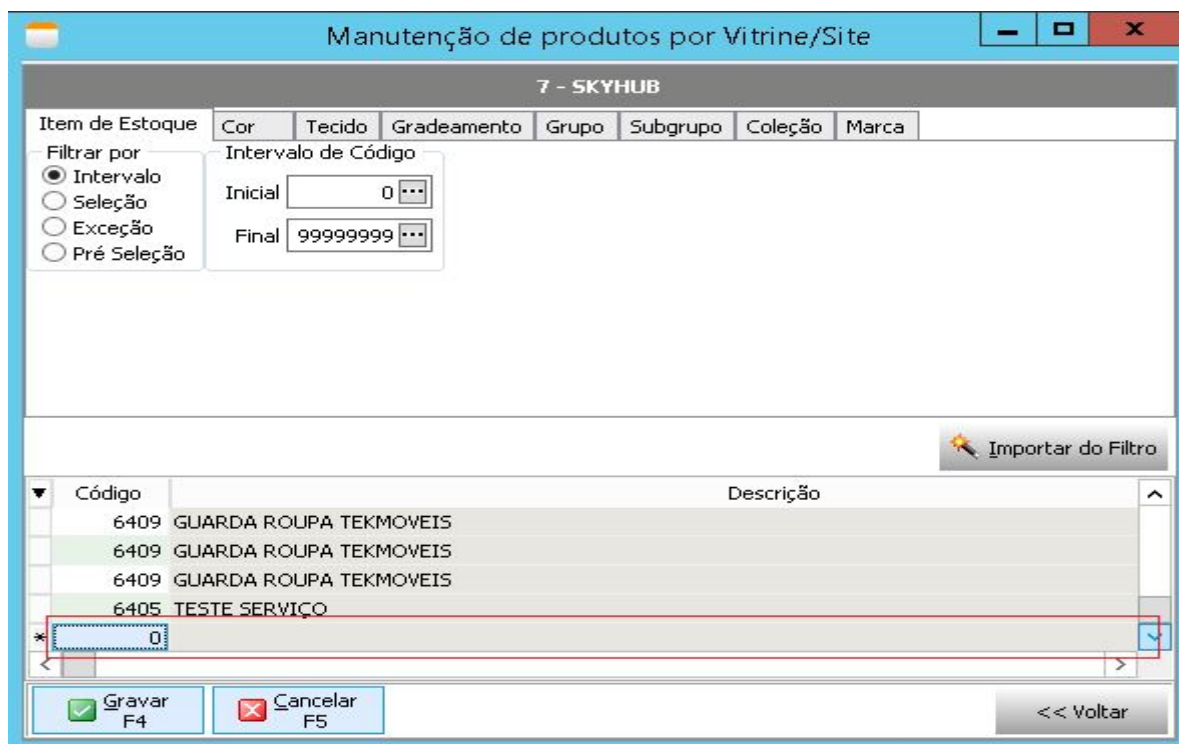 Manutenção de produtos por Vitrine/Site
7 - SKYHUB
Item de Estoque Cor Tecido Gradeamento Grupo Subgrupo Coleção Marca
Filtrar por Intervalo de Código
Intervalo
Inicial 0 ...
Seleção
Exceção
Final 99999999 ...
Pré Seleção
Importar do Filtro
Código Descrição
6409 GUARDA ROUPA TEKMOVEIS
6409 GUARDA ROUPA TEKMOVEIS
6409 GUARDA ROUPA TEKMOVEIS
6405 TESTE SERVIÇO
* 0
Gravar Cancelar << Voltar
F4 F5